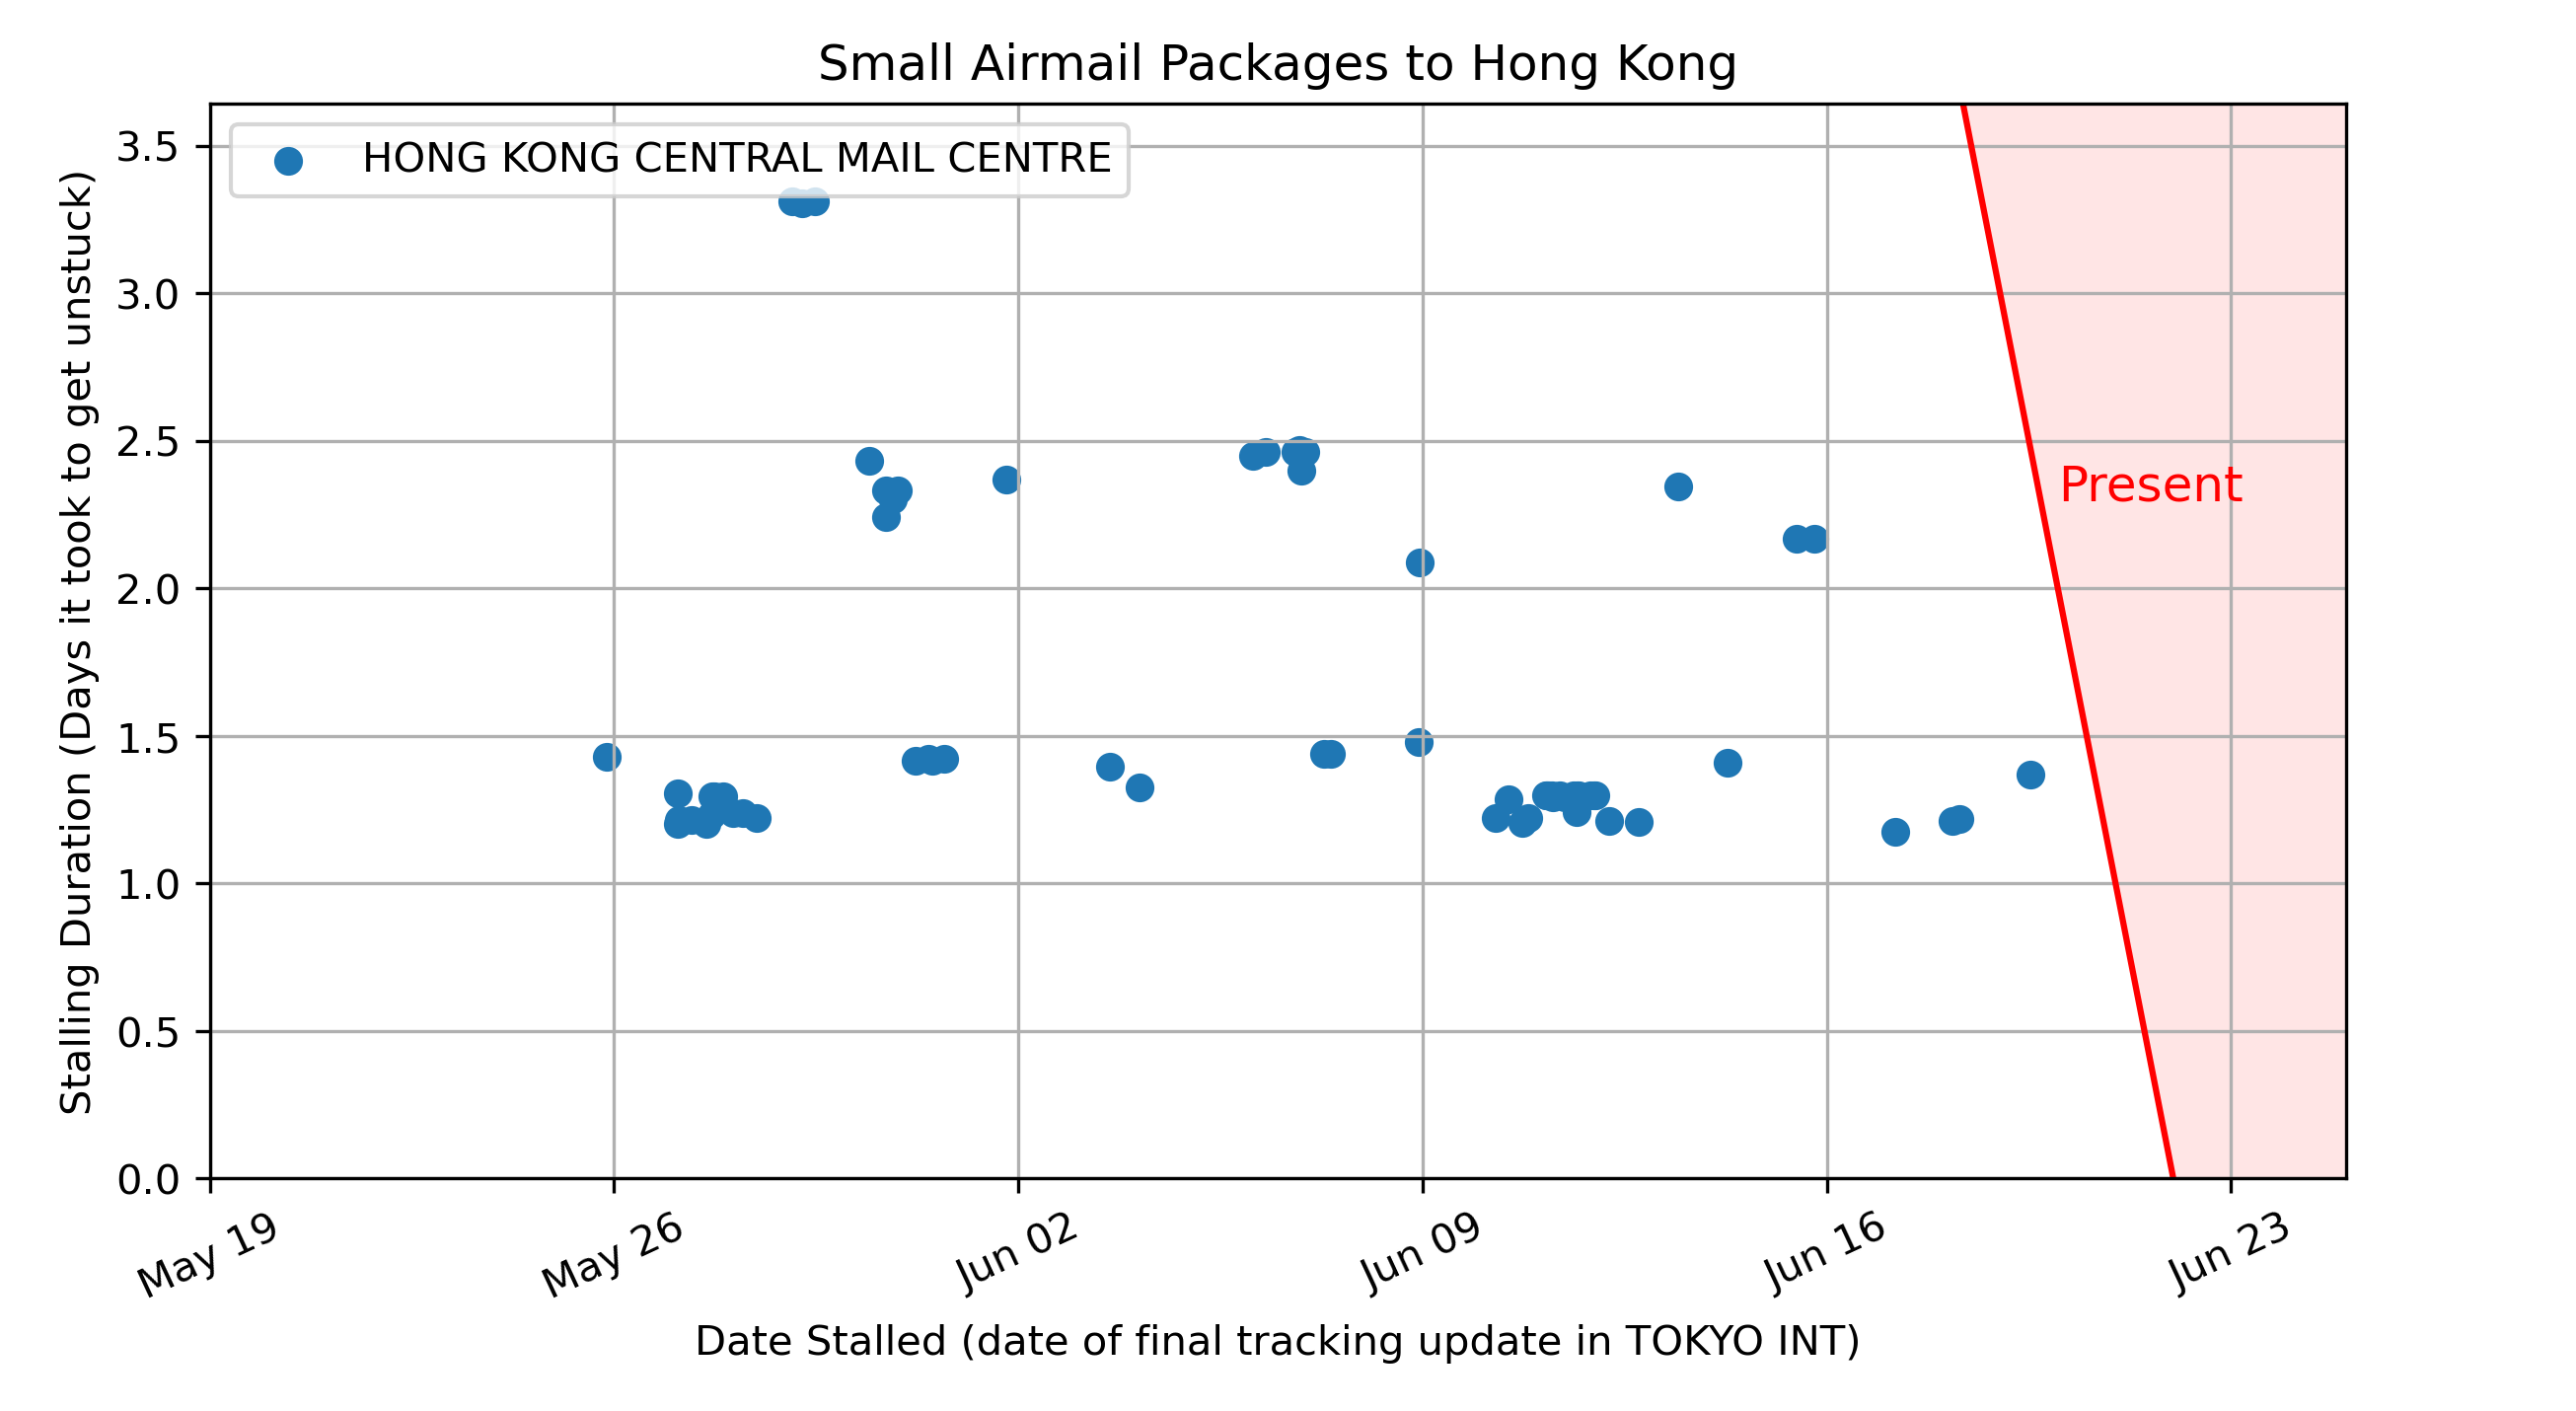 Small Airmail Packages to Hong Kong
HONG KONG CENTRAL MAIL CENTRE
Stalling Duration (Days it took to get unstuck)
3.5
3.0
2.5
2.0
1.5
1.0
0.5
0.0
Present
May 19
May 26
Jun 02
Jun 09
Jun 16
Jun 23
Date Stalled (date of final tracking update in TOKYO INT)